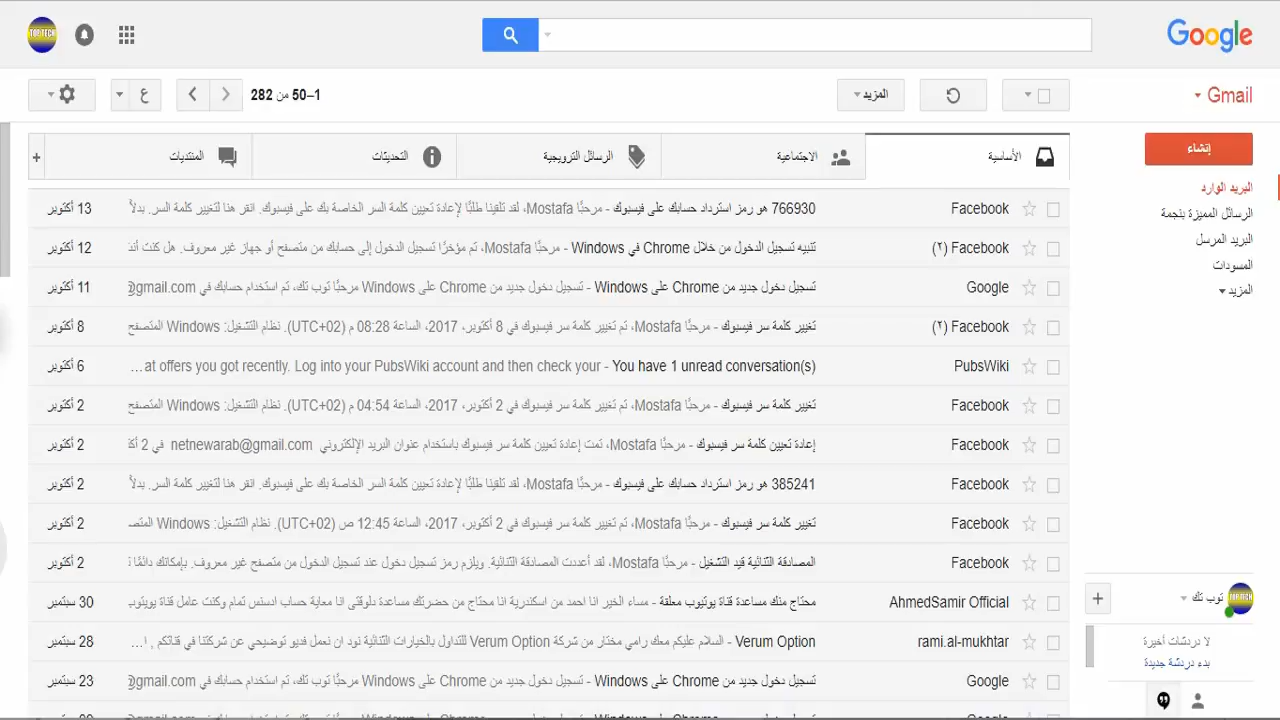 Google
TOP TECH
Gmail
المزيد
1–50 من 282
ع
إنشاء
البريد الوارد
الرسائل المميزة بنجمة
البريد المرسل
المسودات
المزيد
الأساسية
الاجتماعية
الرسائل الترويجية
التحديثات
المنتديات
+
Facebook 766930 هو رمز استرداد حسابك على فيسبوك - مرحبًا Mostafa، لقد تلقينا طلبًا لإعادة تعيين كلمة السر الخاصة بك على فيسبوك. انقر هنا لتغيير كلمة السر. بدلاً 13 أكتوبر
Facebook (٢) تنبيه تسجيل الدخول من خلال Chrome في Windows - مرحبًا Mostafa، تم مؤخرًا تسجيل الدخول إلى حسابك من متصفح أو جهاز غير معروف. هل كنت 12 أكتوبر
Google تسجيل دخول جديد من Chrome على Windows - تسجيل دخول جديد من Chrome على Windows مرحبًا توب تك، تم استخدام حسابك في @gmail.com 11 أكتوبر
Facebook (٢) تغيير كلمة سر فيسبوك - مرحبًا Mostafa، تم تغيير كلمة سر فيسبوك في 8 أكتوبر، 2017، الساعة 08:28 م (UTC+02). نظام التشغيل: Windows المتصفح 8 أكتوبر
PubsWiki You have 1 unread conversation(s) - at offers you got recently. Log into your PubsWiki account and then check your... 6 أكتوبر
Facebook تغيير كلمة سر فيسبوك - مرحبًا Mostafa، تم تغيير كلمة سر فيسبوك في 2 أكتوبر، 2017، الساعة 04:54 م (UTC+02). نظام التشغيل: Windows المتصفح 2 أكتوبر
Facebook إعادة تعيين كلمة سر فيسبوك - مرحبًا Mostafa، تمت إعادة تعيين كلمة سر فيسبوك باستخدام عنوان البريد الإلكتروني netnewarab@gmail.com في 2 2 أكتوبر
Facebook 385241 هو رمز استرداد حسابك على فيسبوك - مرحبًا Mostafa، لقد تلقينا طلبًا لإعادة تعيين كلمة السر الخاصة بك على فيسبوك. انقر هنا لتغيير كلمة السر. بدلاً 2 أكتوبر
Facebook تغيير كلمة سر فيسبوك - مرحبًا Mostafa، تم تغيير كلمة سر فيسبوك في 2 أكتوبر، 2017، الساعة 12:45 ص (UTC+02). نظام التشغيل: Windows 2 أكتوبر
Facebook المصادقة الثنائية قيد التشغيل - مرحبًا Mostafa، لقد أعددت المصادقة الثنائية. ويلزم رمز تسجيل دخول عند تسجيل الدخول من متصفح غير معروف. بإمكانك دائمًا 2 أكتوبر
AhmedSamir Official محتاج منك مساعدة قناة يوتيوب معلقة - مساء الخير انا احمد من اسكندرية انا محتاج من حضرتك مساعدة دلوقتى انا معاية حساب ادسنس تمام وكنت عامل قناة يويتوب 30 سبتمبر
rami.al-mukhtar Verum Option - السلام عليكم معك رامي مختار من شركة Verum Option للتداول بالخيارات الثنائية نود ان نعمل فديو توضيحي عن شركتنا في قناتكم , 28 سبتمبر
Google تسجيل دخول جديد من Chrome على Windows - تسجيل دخول جديد من Chrome على Windows مرحبًا توب تك، تم استخدام حسابك في @gmail.com 23 سبتمبر
توب تك
TOP TECH
+
لا دردشات أخيرة
بدء دردشة جديدة